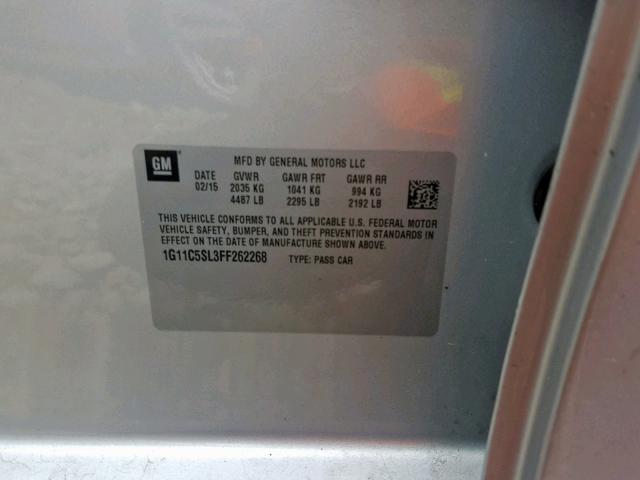 GM
MFD BY GENERAL MOTORS LLC
DATE GVWR GAWR FRT GAWR RR
02/15 2035 KG 1041 KG 994 KG
4487 LB 2295 LB 2192 LB
THIS VEHICLE CONFORMS TO ALL APPLICABLE U.S. FEDERAL MOTOR
VEHICLE SAFETY, BUMPER, AND THEFT PREVENTION STANDARDS
IN EFFECT ON THE DATE OF MANUFACTURE SHOWN ABOVE.
1G11C5SL3FF262268 TYPE: PASS CAR